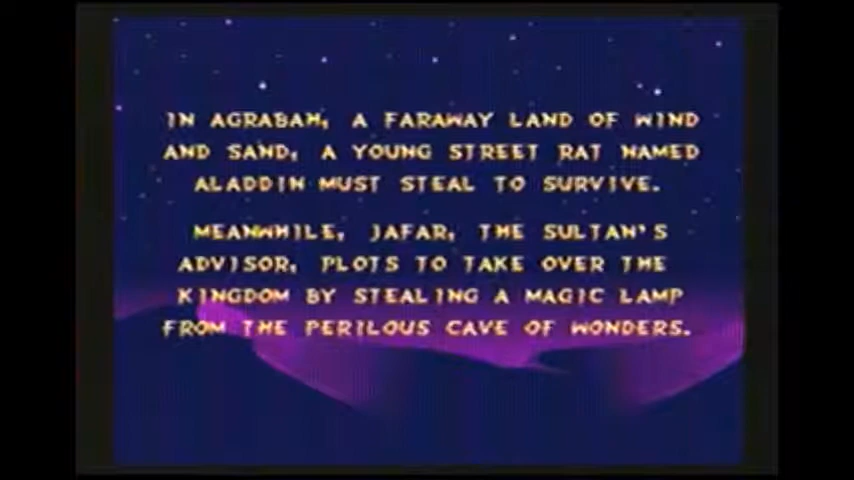 IN AGRABAH, A FARAWAY LAND OF WIND
AND SAND, A YOUNG STREET RAT NAMED
ALADDIN MUST STEAL TO SURVIVE.
MEANWHILE, JAFAR, THE SULTAN'S
ADVISOR, PLOTS TO TAKE OVER THE
KINGDOM BY STEALING A MAGIC LAMP
FROM THE PERILOUS CAVE OF WONDERS.